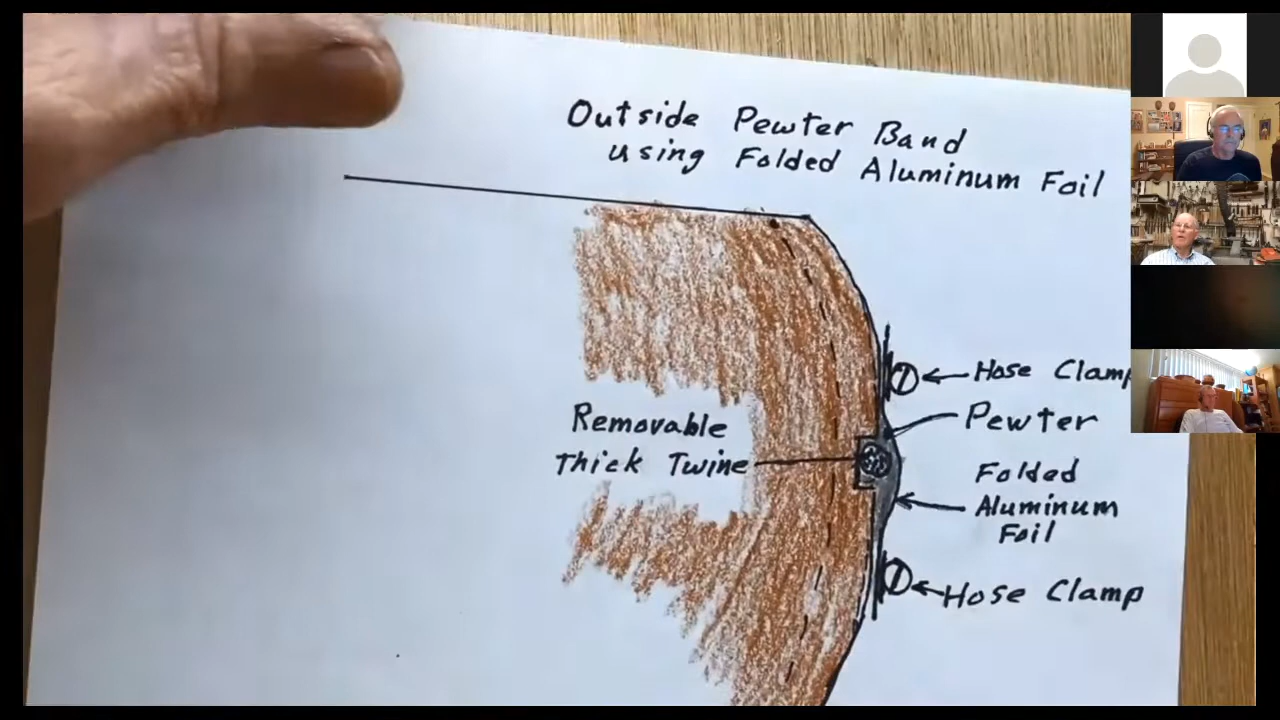 Outside Pewter Band
using Folded Aluminum Foil
Hose Clamp
Pewter
Removable
Thick Twine
Folded
Aluminum
Foil
Hose Clamp